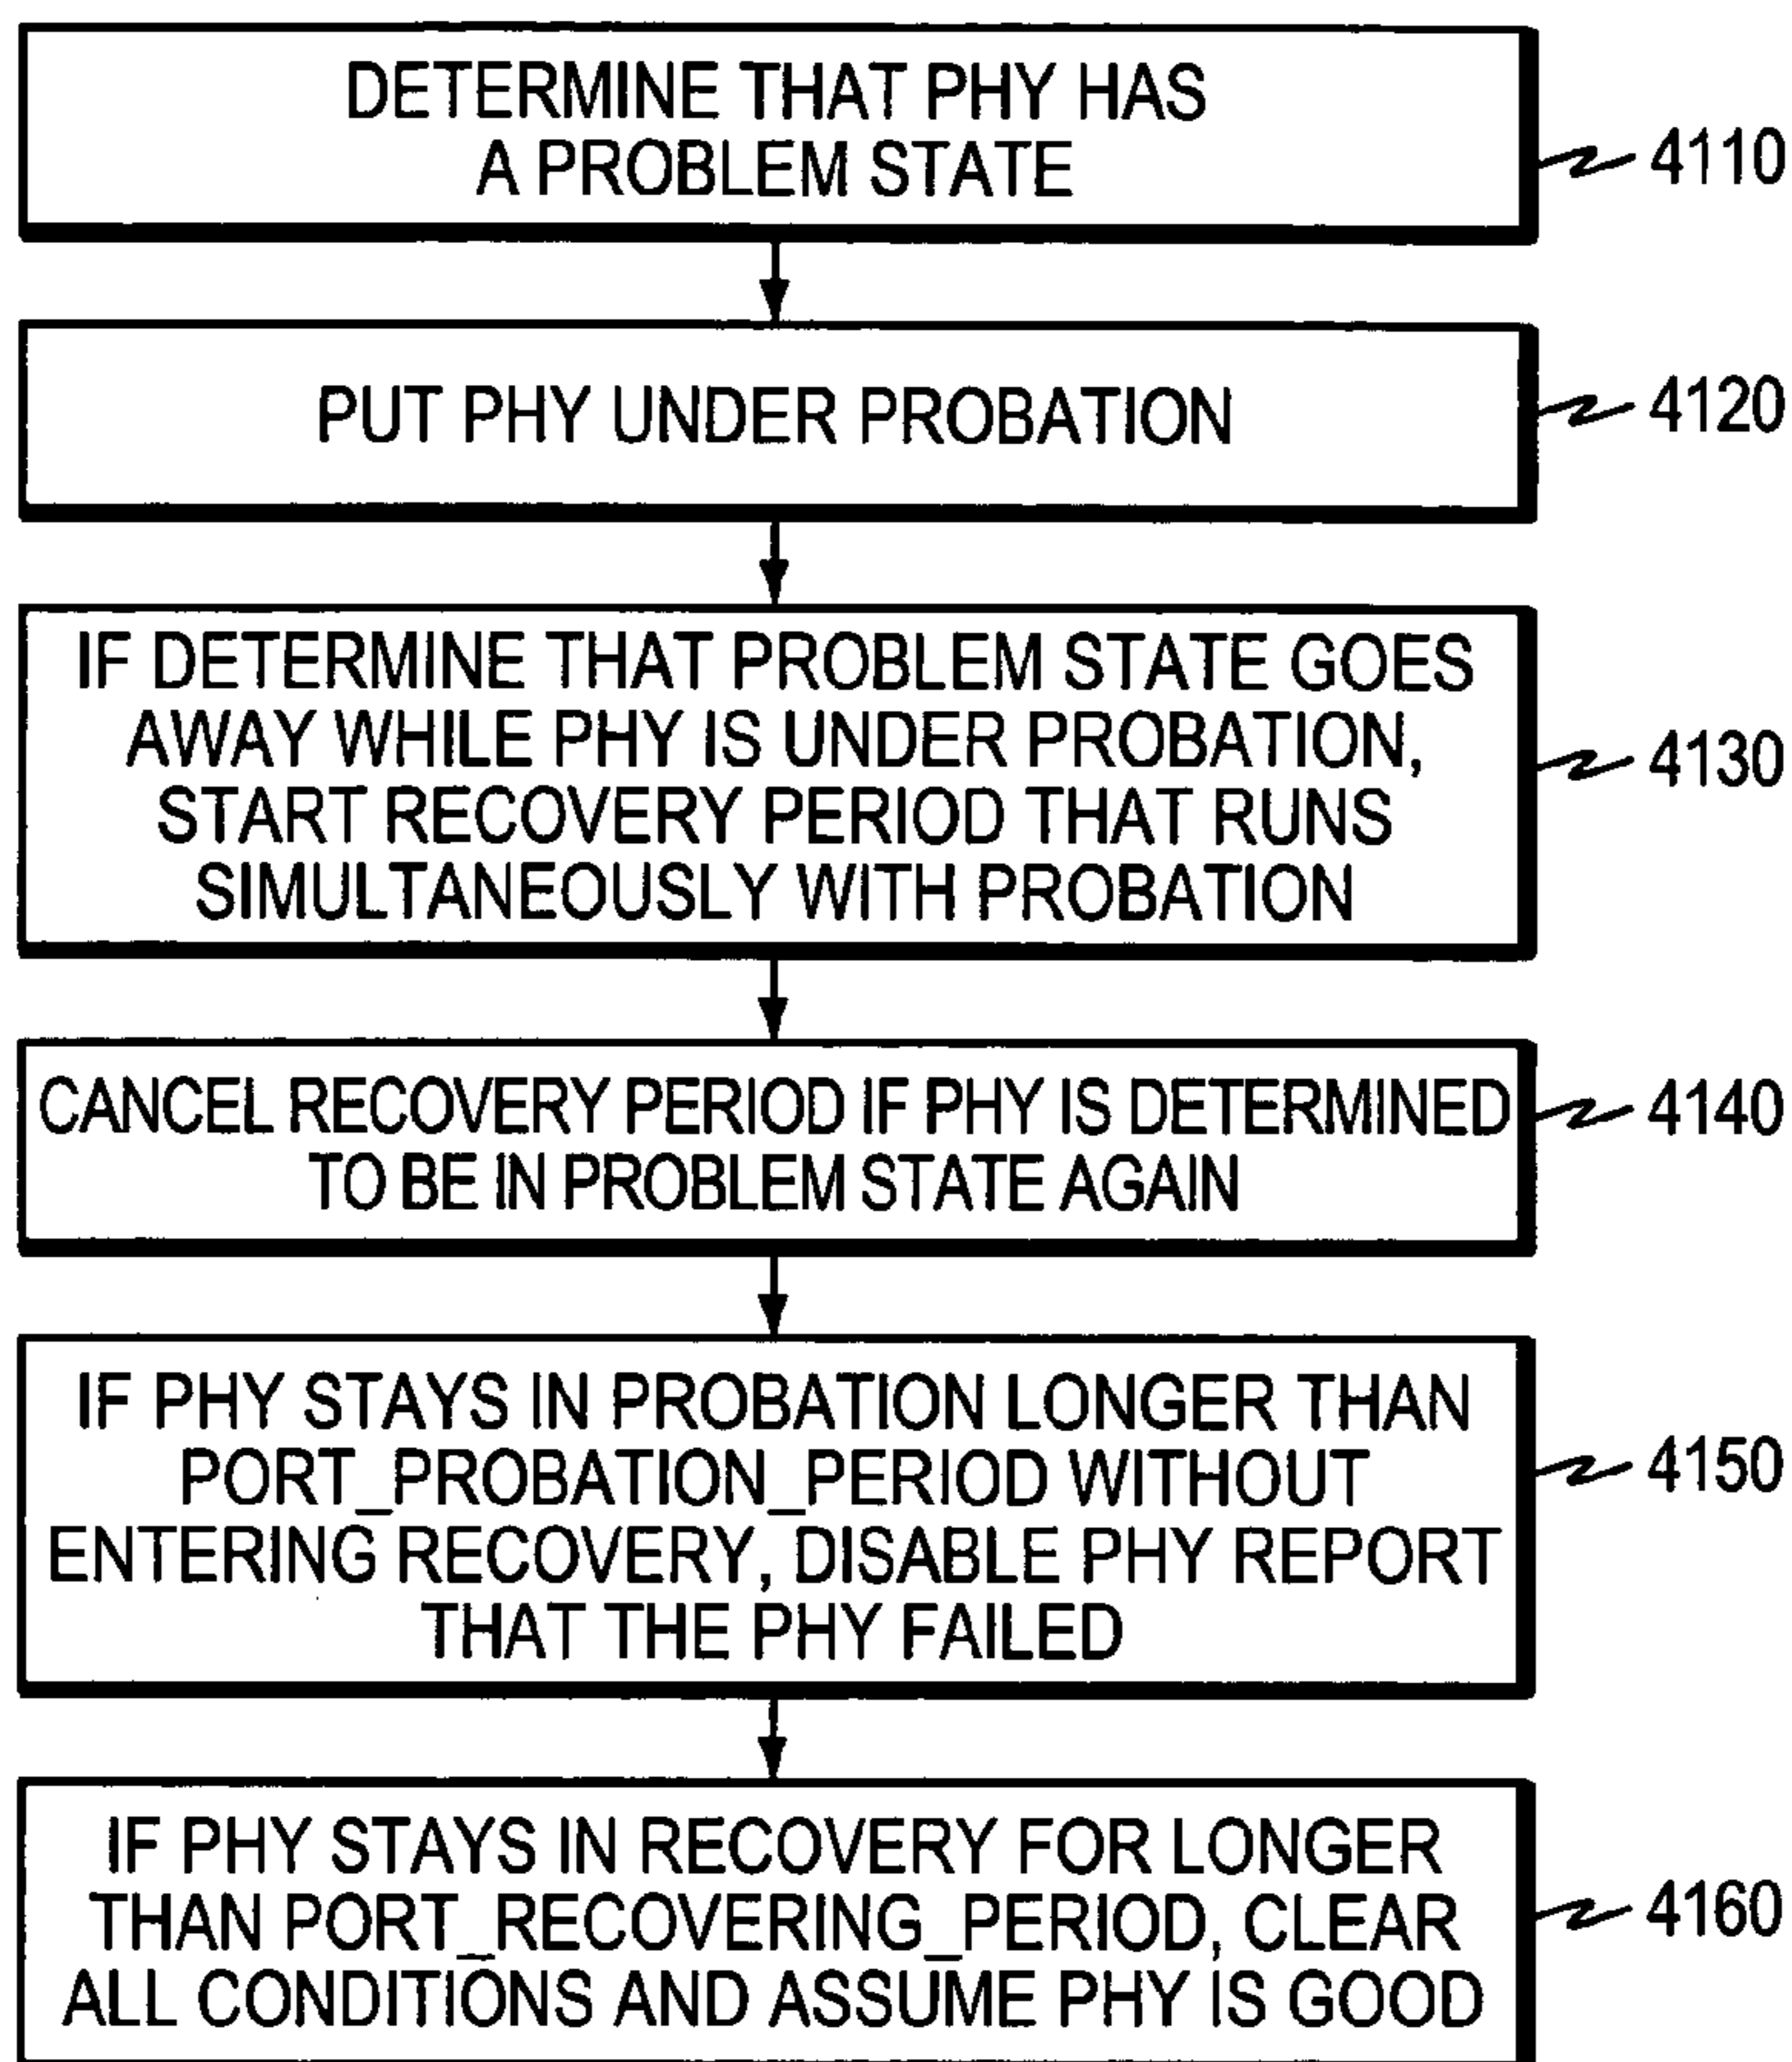 DETERMINE THAT PHY HAS
A PROBLEM STATE
4110
PUT PHY UNDER PROBATION
4120
IF DETERMINE THAT PROBLEM STATE GOES
AWAY WHILE PHY IS UNDER PROBATION,
START RECOVERY PERIOD THAT RUNS
SIMULTANEOUSLY WITH PROBATION
4130
CANCEL RECOVERY PERIOD IF PHY IS DETERMINED
TO BE IN PROBLEM STATE AGAIN
4140
IF PHY STAYS IN PROBATION LONGER THAN
PORT_PROBATION_PERIOD WITHOUT
ENTERING RECOVERY, DISABLE PHY REPORT
THAT THE PHY FAILED
4150
IF PHY STAYS IN RECOVERY FOR LONGER
THAN PORT_RECOVERING_PERIOD, CLEAR
ALL CONDITIONS AND ASSUME PHY IS GOOD
4160